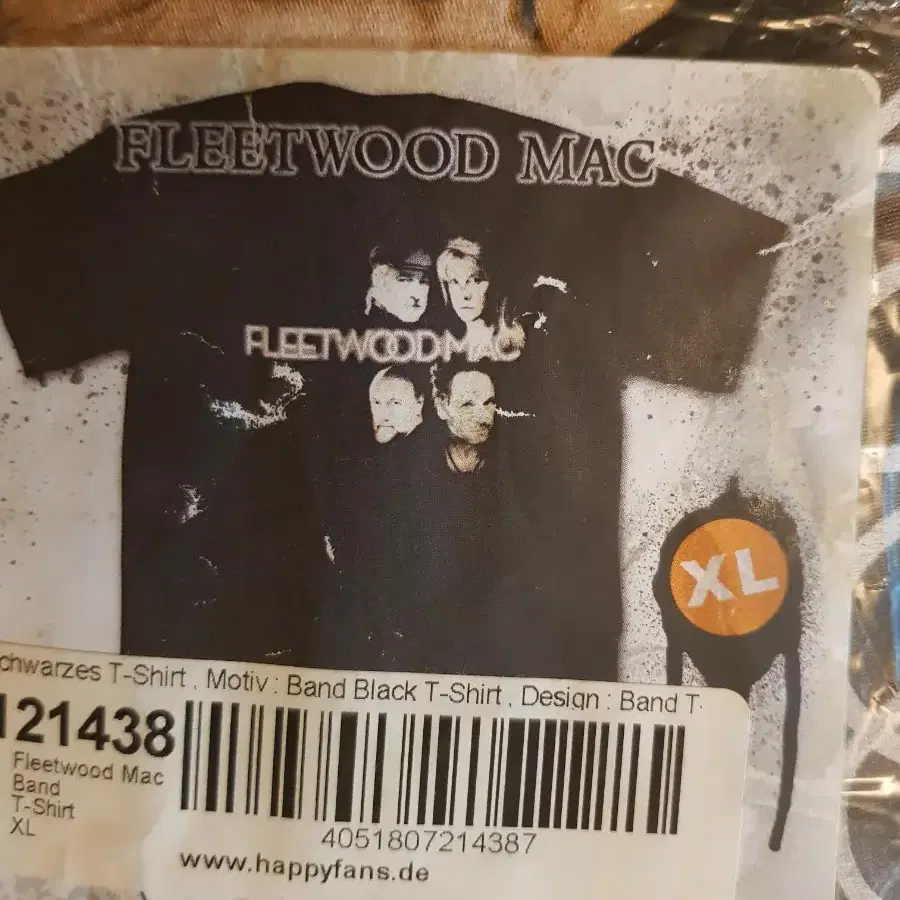 FLEETWOOD MAC
FLEETWOODMAC
XL
chwarzes T-Shirt , Motiv : Band Black T-Shirt , Design : Band T-
121438
Fleetwood Mac
Band
T-Shirt
XL
4051807214387
www.happyfans.de